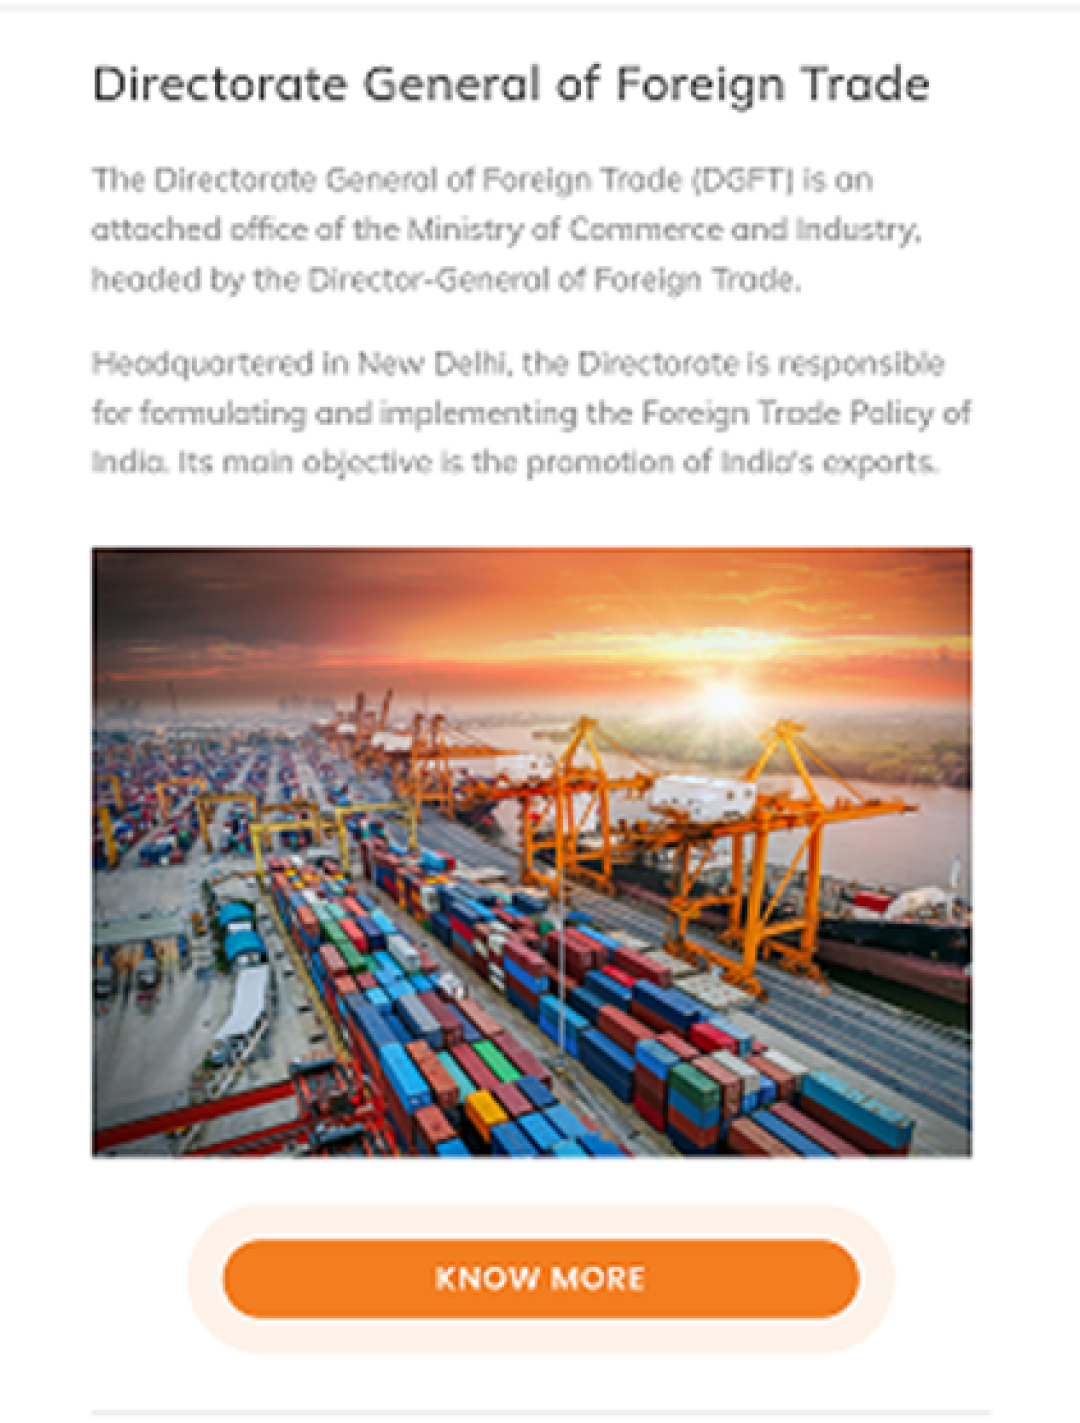 Directorate General of Foreign Trade
The Directorate General of Foreign Trade (DGFT) is an
attached office of the Ministry of Commerce and Industry,
headed by the Director-General of Foreign Trade.
Headquartered in New Delhi, the Directorate is responsible
for formulating and implementing the Foreign Trade Policy of
India. Its main objective is the promotion of India's exports.
KNOW MORE